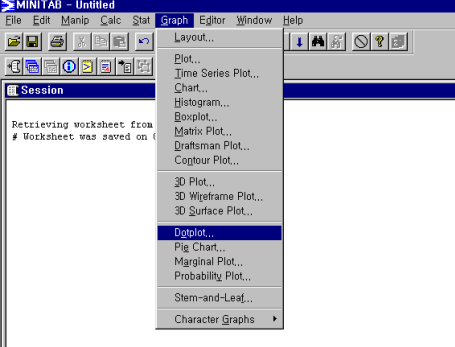 MINITAB - Untitled
File Edit Manip Calc Stat Graph Editor Window Help
Layout...
Plot...
Time Series Plot...
Chart...
Histogram...
Boxplot...
Matrix Plot...
Draftsman Plot...
Contour Plot...
3D Plot...
3D Wireframe Plot...
3D Surface Plot...
Dotplot...
Pie Chart...
Marginal Plot...
Probability Plot...
Stem-and-Leaf...
Character Graphs
Session
Retrieving worksheet from
# Worksheet was saved on